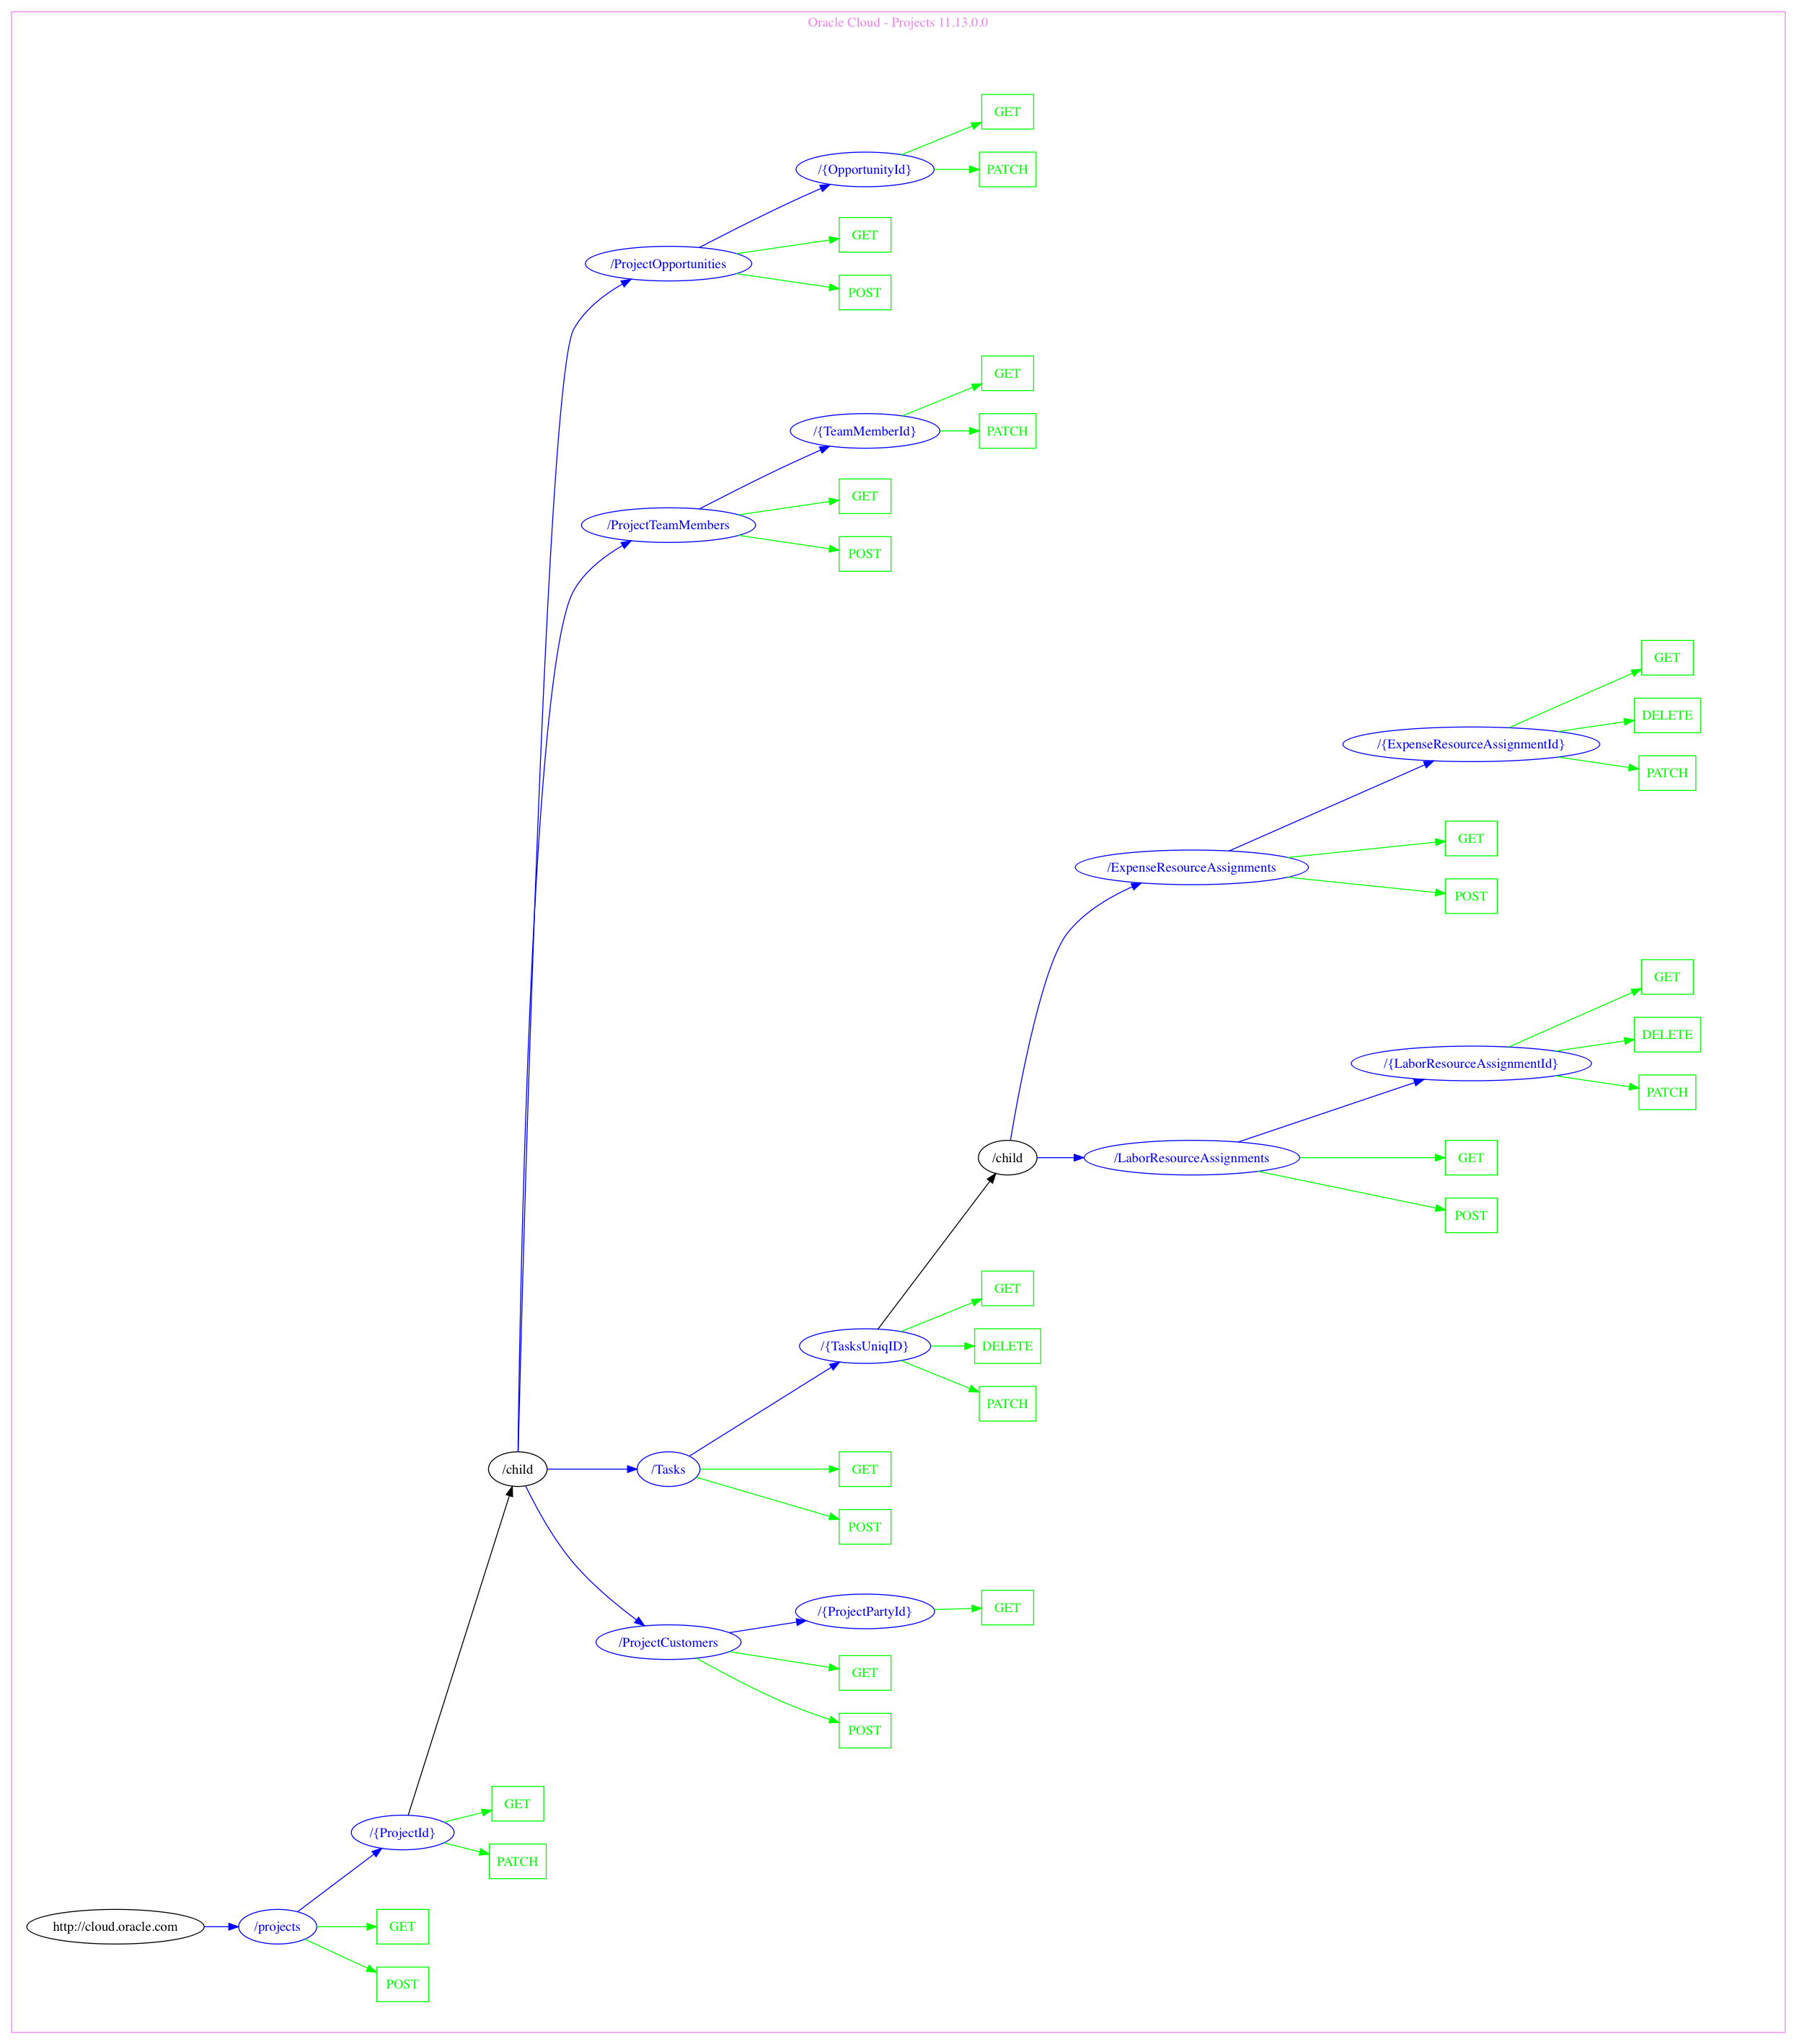 Oracle Cloud - Projects 11.13.0.0
GET
/{OpportunityId}
PATCH
GET
/ProjectOpportunities
POST
GET
/{TeamMemberId}
PATCH
GET
/ProjectTeamMembers
POST
GET
DELETE
/{ExpenseResourceAssignmentId}
PATCH
GET
/ExpenseResourceAssignments
POST
GET
DELETE
/{LaborResourceAssignmentId}
PATCH
/child
/LaborResourceAssignments
GET
POST
GET
/{TasksUniqID}
DELETE
PATCH
/child
/Tasks
GET
POST
/{ProjectPartyId}
GET
/ProjectCustomers
GET
POST
GET
/{ProjectId}
PATCH
http://cloud.oracle.com
/projects
GET
POST